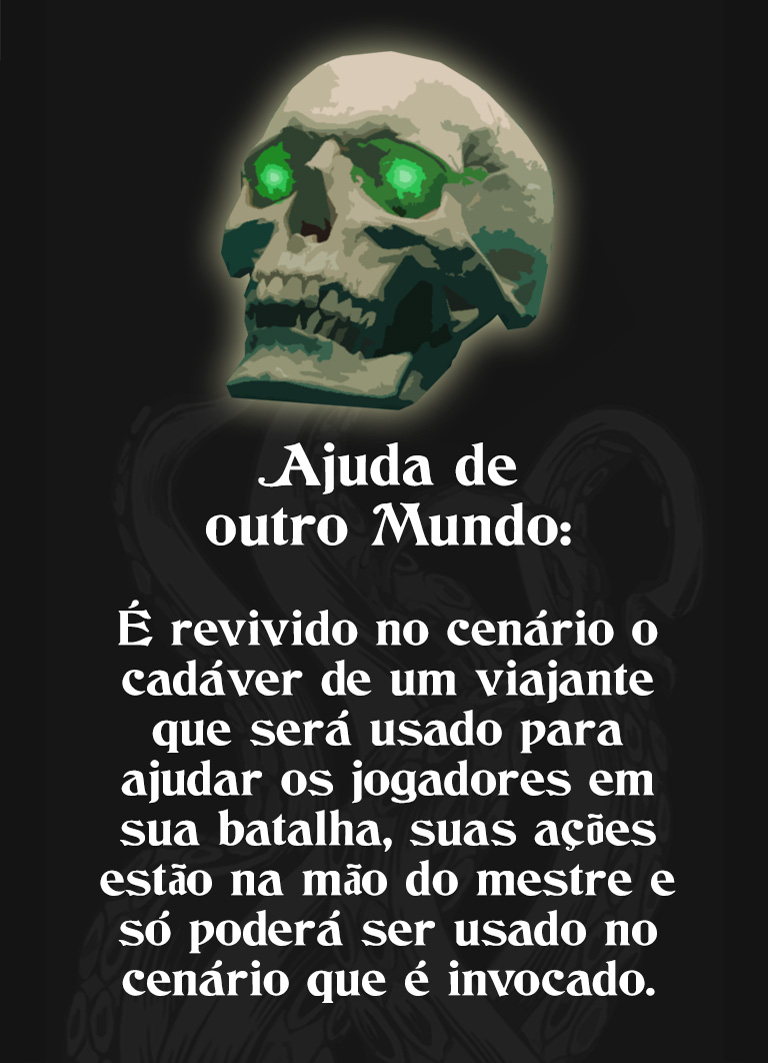 Ajuda de
outro Mundo:
É revivido no cenário o
cadáver de um viajante
que será usado para
ajudar os jogadores em
sua batalha, suas ações
estão na mão do mestre e
só poderá ser usado no
cenário que é invocado.